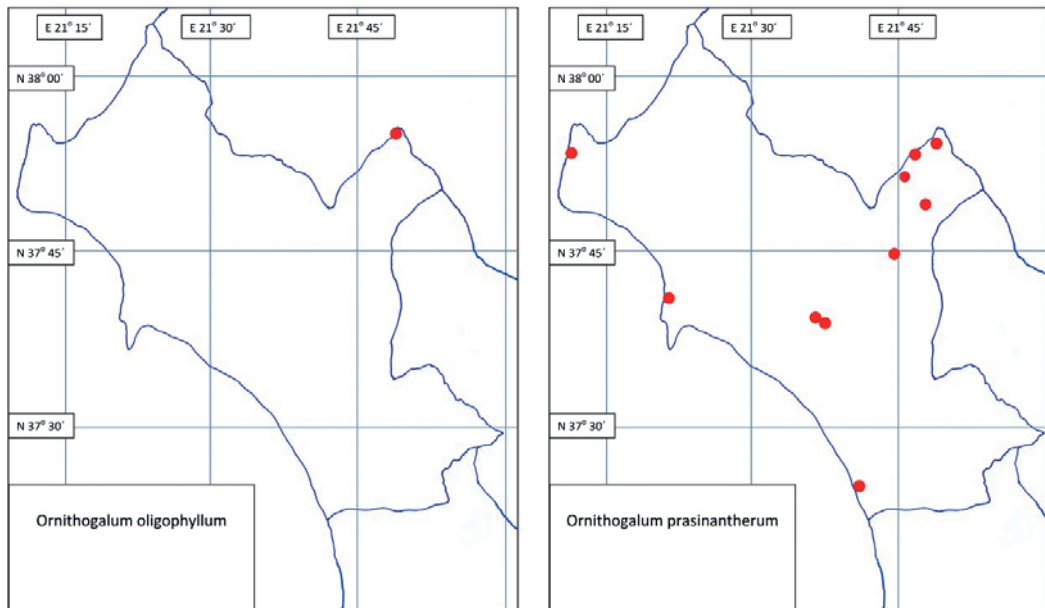 E 21° 15´ E 21° 30´ E 21° 45´
N 38° 00´
N 37° 45´
N 37° 30´
Ornithogalum oligophyllum
E 21° 15´ E 21° 30´ E 21° 45´
N 38° 00´
N 37° 45´
N 37° 30´
Ornithogalum prasinantherum